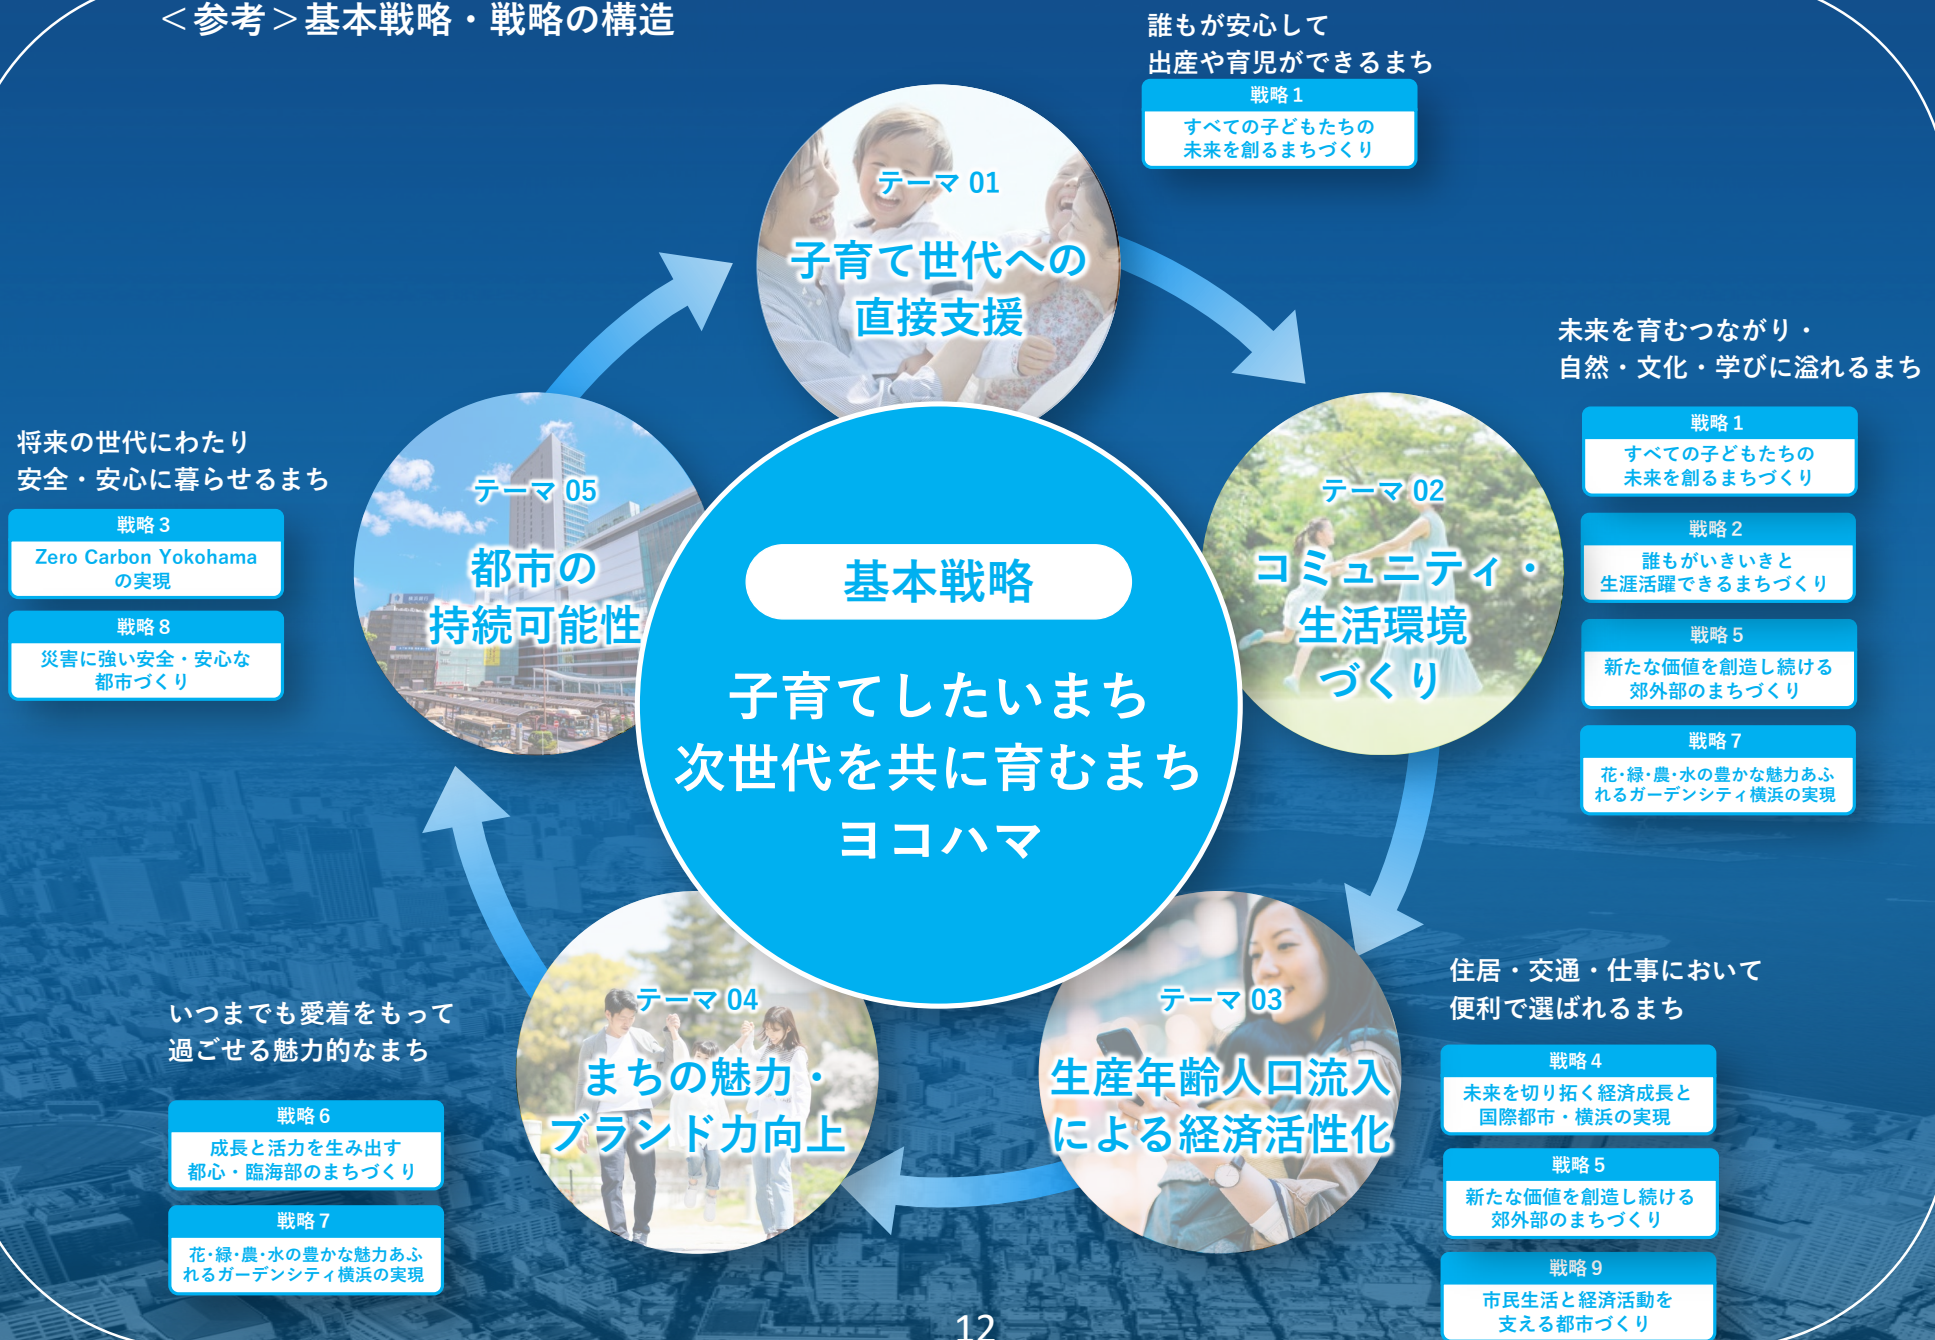 ＜参考＞基本戦略・戦略の構造
誰もが安心して
出産や育児ができるまち
戦略1
すべての子どもたちの
未来を創るまちづくり
テーマ 01
子育て世代への
直接支援
未来を育むつながり・
自然・文化・学びに溢れるまち
戦略1
すべての子どもたちの
未来を創るまちづくり
戦略2
誰もがいきいきと
生涯活躍できるまちづくり
戦略5
新たな価値を創造し続ける
郊外部のまちづくり
戦略7
花・緑・農・水の豊かな魅力あふ
れるガーデンシティ横浜の実現
テーマ 02
コミュニティ・
生活環境
づくり
将来の世代にわたり
安全・安心に暮らせるまち
戦略3
Zero Carbon Yokohama
の実現
戦略8
災害に強い安全・安心な
都市づくり
テーマ 05
都市の
持続可能性
基本戦略
子育てしたいまち
次世代を共に育むまち
ヨコハマ
いつまでも愛着をもって
過ごせる魅力的なまち
戦略6
成長と活力を生み出す
都心・臨海部のまちづくり
戦略7
花・緑・農・水の豊かな魅力あふ
れるガーデンシティ横浜の実現
テーマ 04
まちの魅力・
ブランド力向上
テーマ 03
生産年齢人口流入
による経済活性化
住居・交通・仕事において
便利で選ばれるまち
戦略4
未来を切り拓く経済成長と
国際都市・横浜の実現
戦略5
新たな価値を創造し続ける
郊外部のまちづくり
戦略9
市民生活と経済活動を
支える都市づくり
12